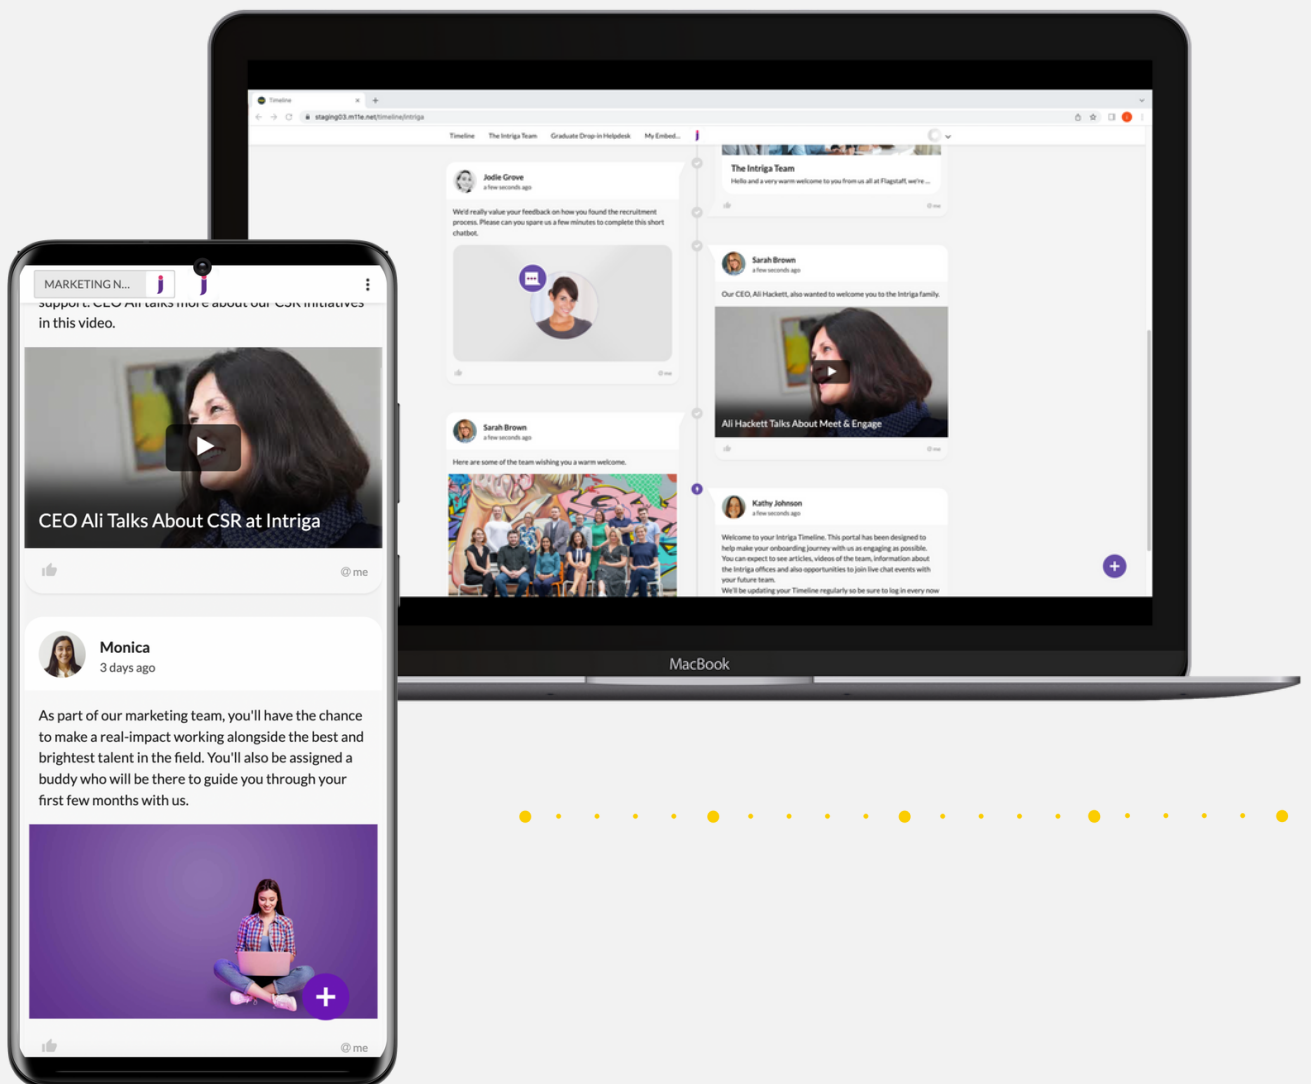 Timeline
staging03.m11e.net/timeline/intriga
Timeline The Intriga Team Graduate Drop-in Helpdesk My Embed...
Jodie Grove
a few seconds ago
We'd really value your feedback on how you found the recruitment
process. Please can you spare us a few minutes to complete this short
chatbot.
@me
Sarah Brown
a few seconds ago
Here are some of the team wishing you a warm welcome.
The Intriga Team
Hello and a very warm welcome to you from us all at Flagstaff, we're ...
@me
Sarah Brown
a few seconds ago
Our CEO, Ali Hackett, also wanted to welcome you to the Intriga family.
Ali Hackett Talks About Meet & Engage
@me
Kathy Johnson
a few seconds ago
Welcome to your Intriga Timeline. This portal has been designed to
help make your onboarding journey with us as engaging as possible.
You can expect to see articles, videos of the team, information about
the Intriga offices and also opportunities to join live chat events with
your future team.
We'll be updating your Timeline regularly so be sure to log in every now
MacBook
MARKETING N...
support. CEO Ali talks more about our CSR initiatives
in this video.
CEO Ali Talks About CSR at Intriga
@me
Monica
3 days ago
As part of our marketing team, you'll have the chance
to make a real-impact working alongside the best and
brightest talent in the field. You'll also be assigned a
buddy who will be there to guide you through your
first few months with us.
@me